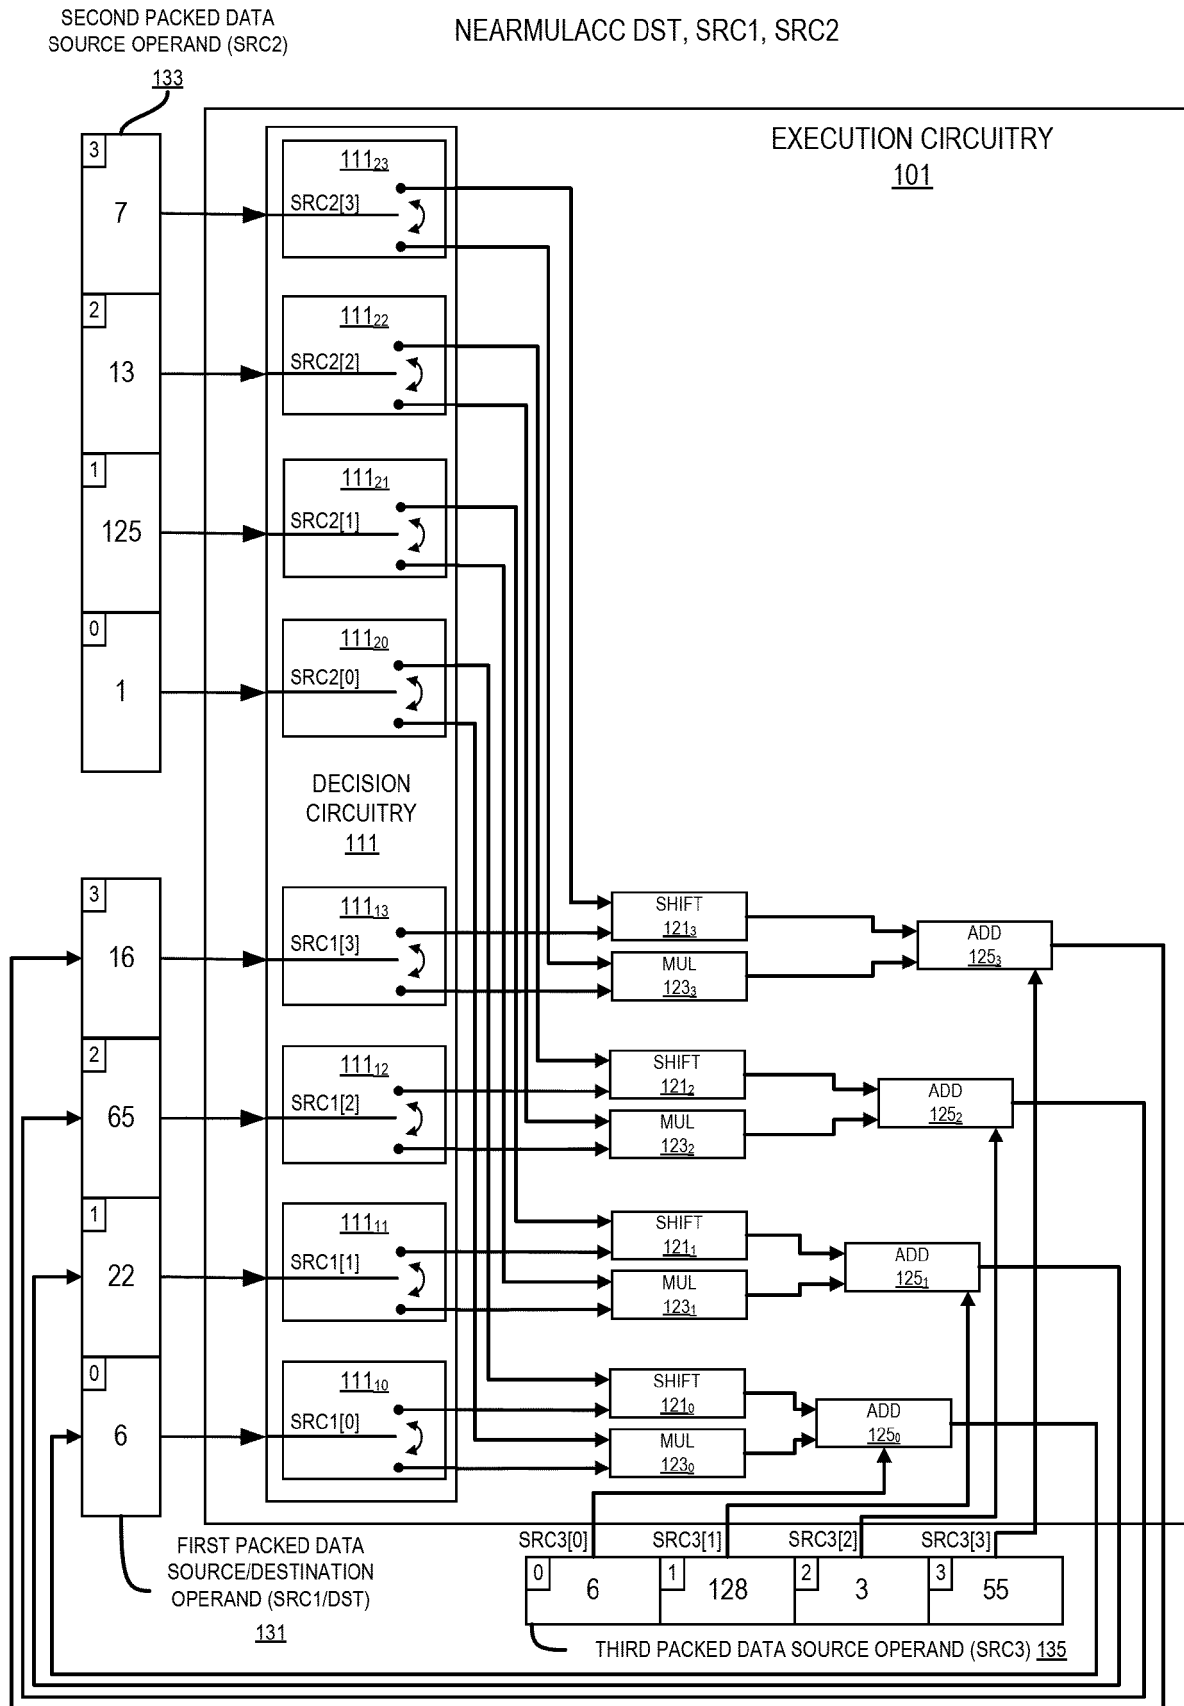 SECOND PACKED DATA
SOURCE OPERAND (SRC2)
133
NEARMULACC DST, SRC1, SRC2
EXECUTION CIRCUITRY
101
3
7
2
13
1
125
0
1
111₂₃
SRC2[3]
111₂₂
SRC2[2]
111₂₁
SRC2[1]
111₂₀
SRC2[0]
DECISION
CIRCUITRY
111
3
16
2
65
1
22
0
6
111₁₃
SRC1[3]
111₁₂
SRC1[2]
111₁₁
SRC1[1]
111₁₀
SRC1[0]
SHIFT
121₃
MUL
123₃
ADD
125₃
SHIFT
121₂
MUL
123₂
ADD
125₂
SHIFT
121₁
MUL
123₁
ADD
125₁
SHIFT
121₀
MUL
123₀
ADD
125₀
FIRST PACKED DATA
SOURCE/DESTINATION
OPERAND (SRC1/DST)
131
SRC3[0] SRC3[1] SRC3[2] SRC3[3]
0 6 1 128 2 3 3 55
THIRD PACKED DATA SOURCE OPERAND (SRC3) 135